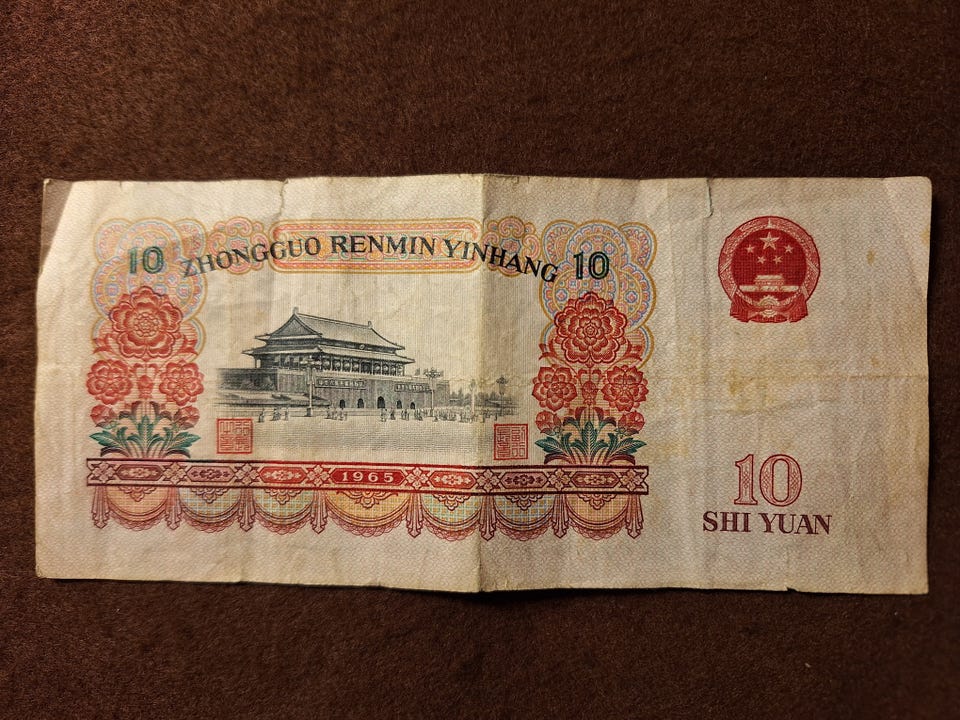 10 ZHONGGUO RENMIN YINHANG 10
1965
10
SHI YUAN